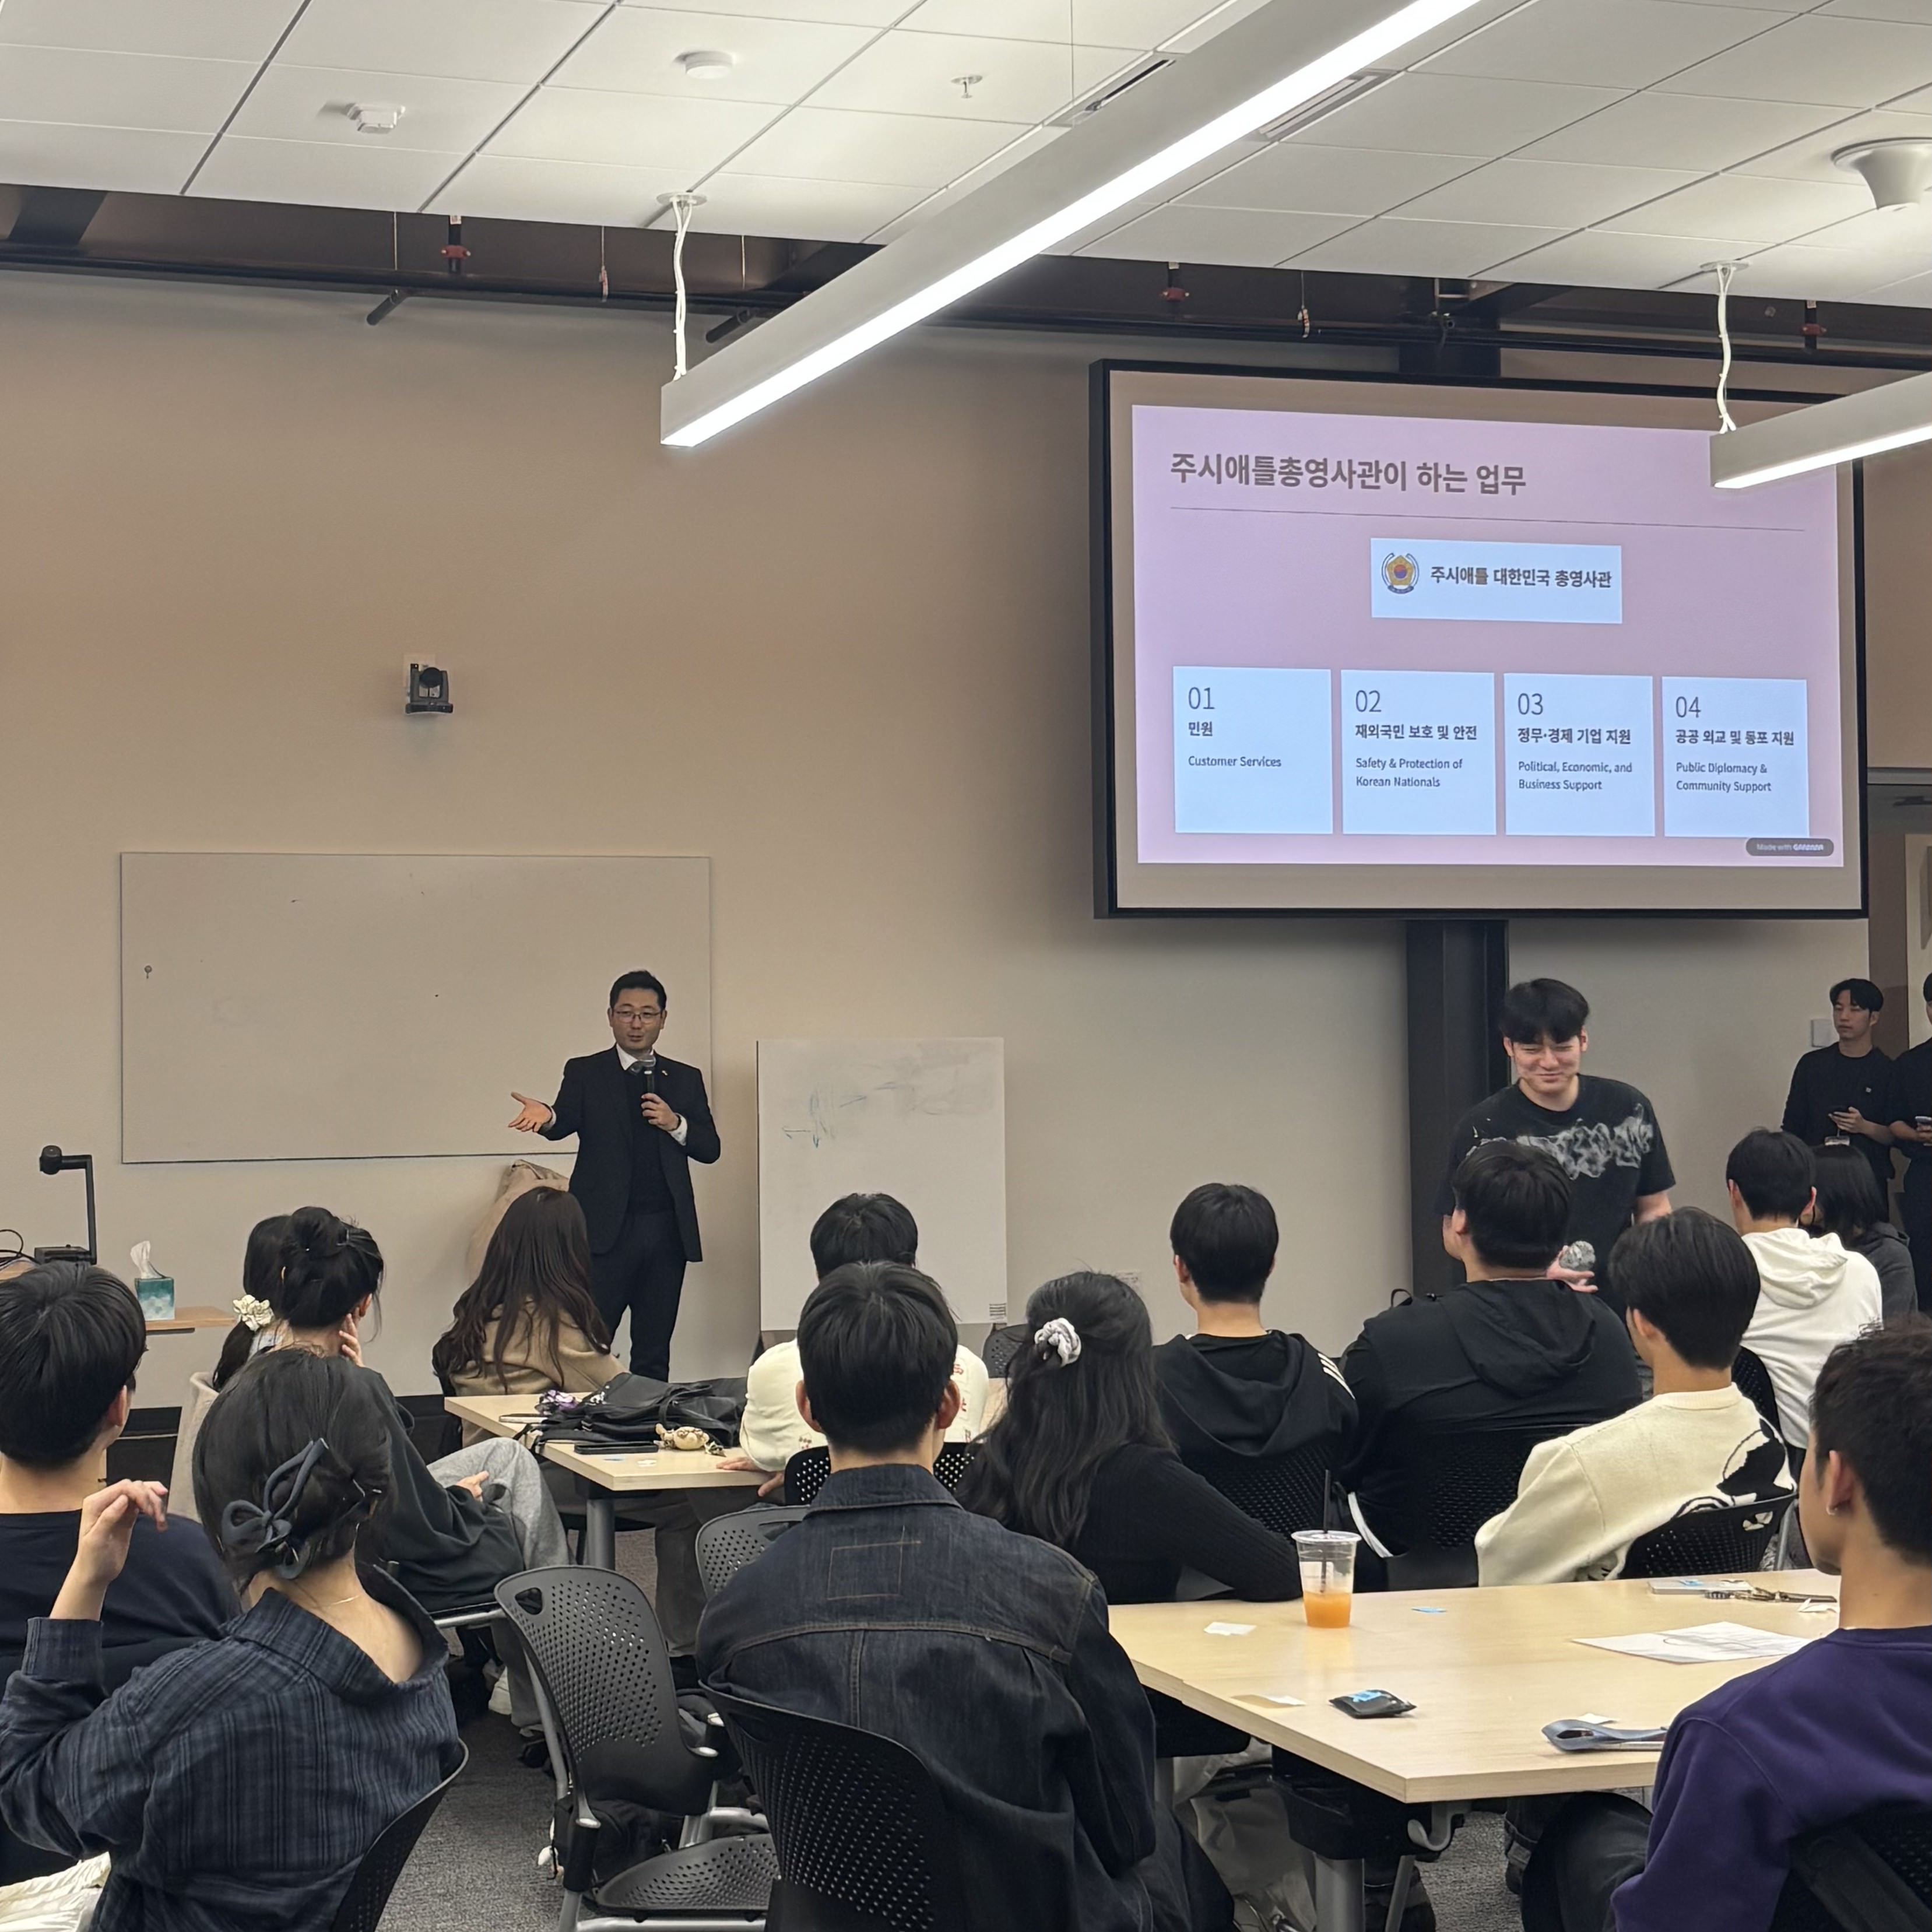 주시애틀총영사관이 하는 업무
주시애틀 대한민국 총영사관
01
민원
Customer Services
02
재외국민 보호 및 안전
Safety & Protection of
Korean Nationals
03
정무·경제 기업 지원
Political, Economic, and
Business Support
04
공공 외교 및 동포 지원
Public Diplomacy &
Community Support
Made with GAMMA